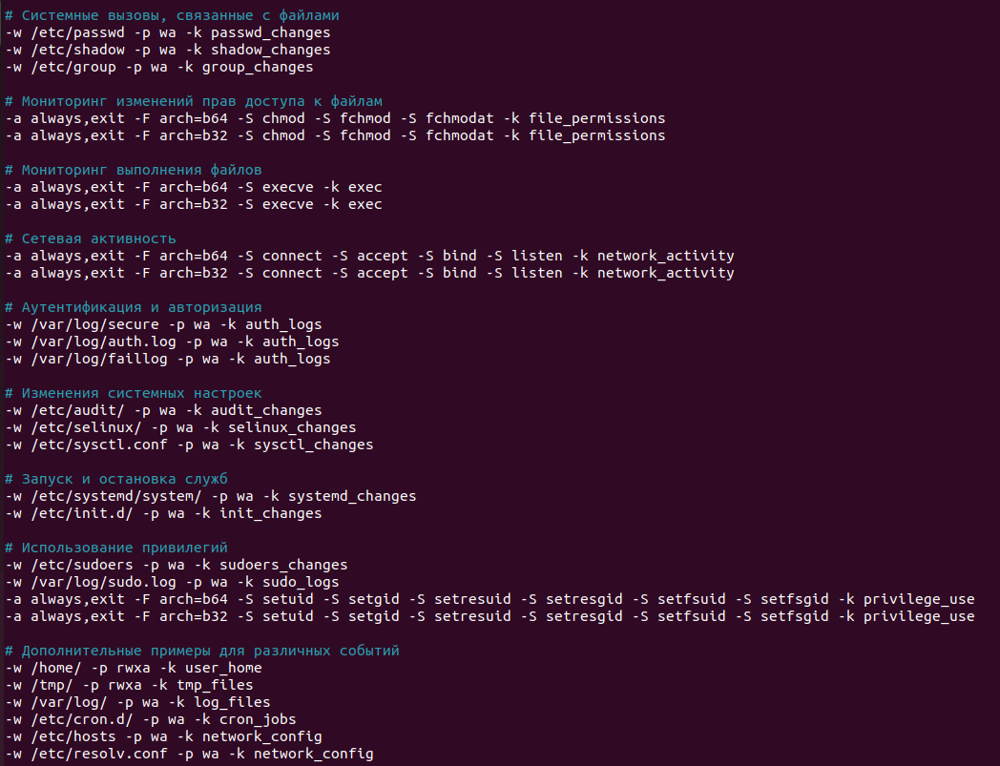 # Системные вызовы, связанные с файлами
-w /etc/passwd -p wa -k passwd_changes
-w /etc/shadow -p wa -k shadow_changes
-w /etc/group -p wa -k group_changes
# Мониторинг изменений прав доступа к файлам
-a always,exit -F arch=b64 -S chmod -S fchmod -S fchmodat -k file_permissions
-a always,exit -F arch=b32 -S chmod -S fchmod -S fchmodat -k file_permissions
# Мониторинг выполнения файлов
-a always,exit -F arch=b64 -S execve -k exec
-a always,exit -F arch=b32 -S execve -k exec
# Сетевая активность
-a always,exit -F arch=b64 -S connect -S accept -S bind -S listen -k network_activity
-a always,exit -F arch=b32 -S connect -S accept -S bind -S listen -k network_activity
# Аутентификация и авторизация
-w /var/log/secure -p wa -k auth_logs
-w /var/log/auth.log -p wa -k auth_logs
-w /var/log/faillog -p wa -k auth_logs
# Изменения системных настроек
-w /etc/audit/ -p wa -k audit_changes
-w /etc/selinux/ -p wa -k selinux_changes
-w /etc/sysctl.conf -p wa -k sysctl_changes
# Запуск и остановка служб
-w /etc/systemd/system/ -p wa -k systemd_changes
-w /etc/init.d/ -p wa -k init_changes
# Использование привилегий
-w /etc/sudoers -p wa -k sudoers_changes
-w /var/log/sudo.log -p wa -k sudo_logs
-a always,exit -F arch=b64 -S setuid -S setgid -S setresuid -S setresgid -S setfsuid -S setfsgid -k privilege_use
-a always,exit -F arch=b32 -S setuid -S setgid -S setresuid -S setresgid -S setfsuid -S setfsgid -k privilege_use
# Дополнительные примеры для различных событий
-w /home/ -p rwxa -k user_home
-w /tmp/ -p rwxa -k tmp_files
-w /var/log/ -p wa -k log_files
-w /etc/cron.d/ -p wa -k cron_jobs
-w /etc/hosts -p wa -k network_config
-w /etc/resolv.conf -p wa -k network_config